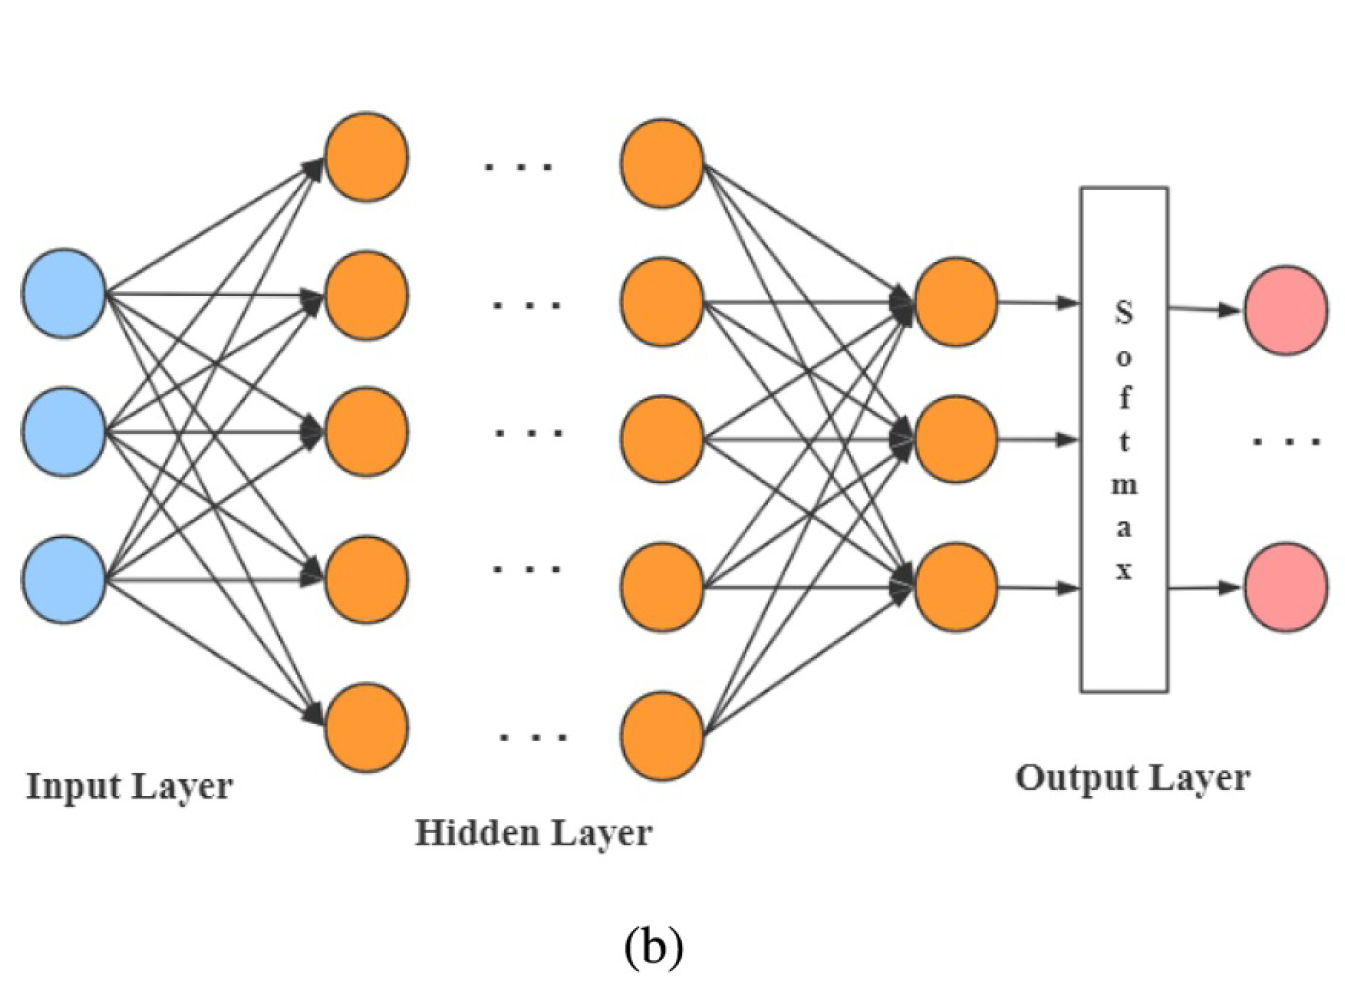 S
o
f
t
m
a
x
Input Layer
Output Layer
Hidden Layer
(b)